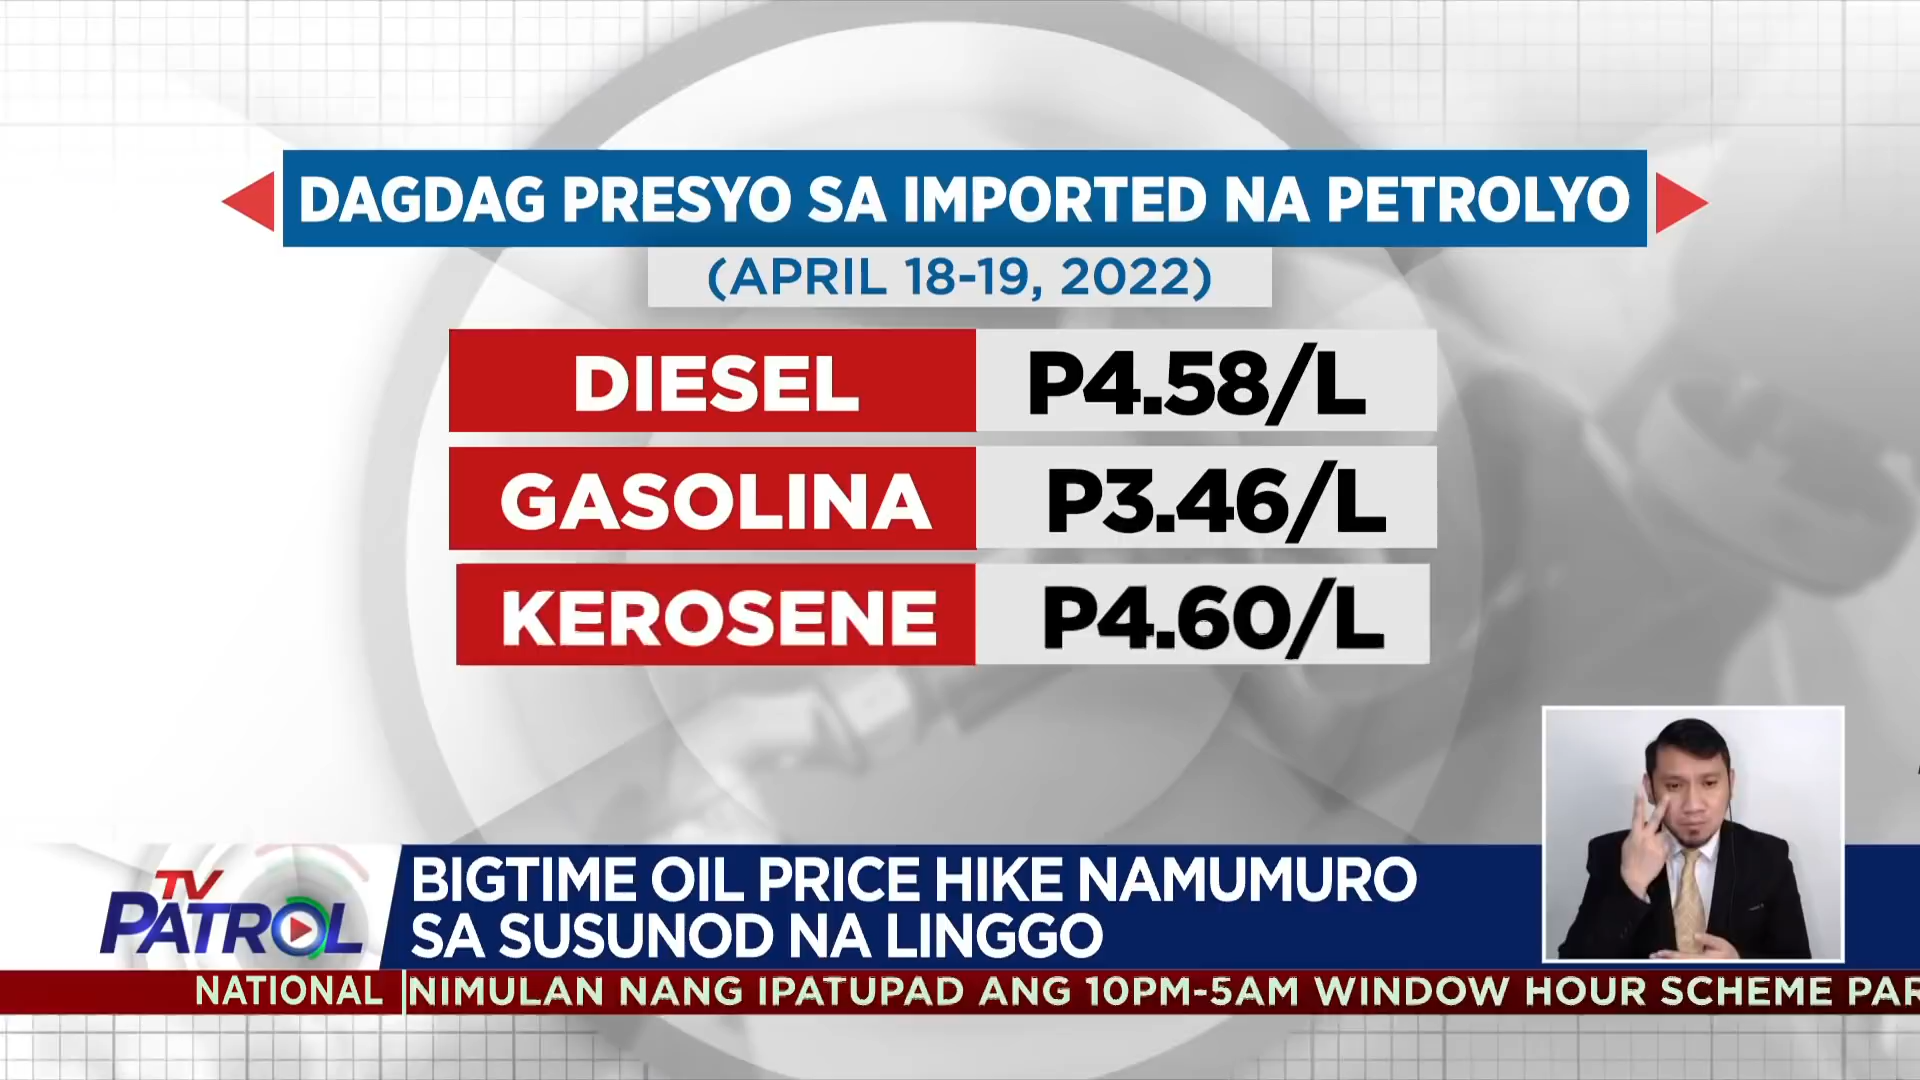 DAGDAG PRESYO SA IMPORTED NA PETROLYO
(APRIL 18-19, 2022)
DIESEL P4.58/L
GASOLINA P3.46/L
KEROSENE P4.60/L
TV PATROL
BIGTIME OIL PRICE HIKE NAMUMURO
SA SUSUNOD NA LINGGO
NATIONAL NIMULAN NANG IPATUPAD ANG 10PM-5AM WINDOW HOUR SCHEME PAR